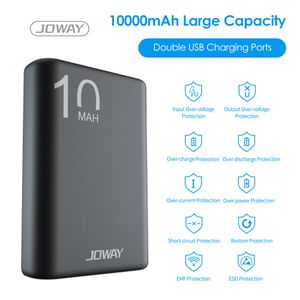 JOWAY
10000mAh Large Capacity
Double USB Charging Ports
10
MAH
JOWAY
Input Over-voltage
Protection
Output Over-voltage
Protection
Over-charge Protection
Over-discharge Protection
Over-current Protection
Over-power Protection
Short-circuit Protection
Restore Protection
EMF Protection
ESD Protection